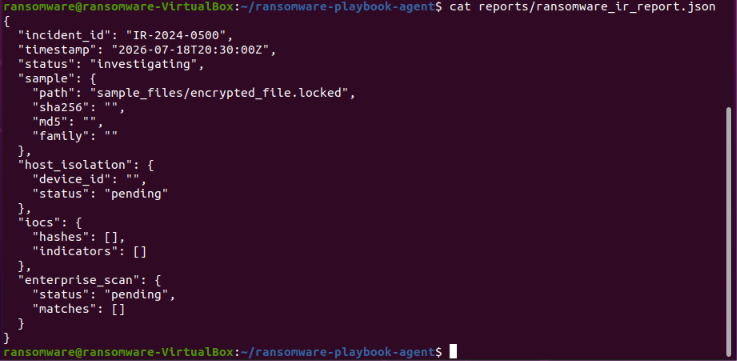 ransomware@ransomware-VirtualBox:~/ransomware-playbook-agent$ cat reports/ransomware_ir_report.json
{
  "incident_id": "IR-2024-0500",
  "timestamp": "2026-07-18T20:30:00Z",
  "status": "investigating",
  "sample": {
    "path": "sample_files/encrypted_file.locked",
    "sha256": "",
    "md5": "",
    "family": ""
  },
  "host_isolation": {
    "device_id": "",
    "status": "pending"
  },
  "iocs": {
    "hashes": [],
    "indicators": []
  },
  "enterprise_scan": {
    "status": "pending",
    "matches": []
  }
}
ransomware@ransomware-VirtualBox:~/ransomware-playbook-agent$